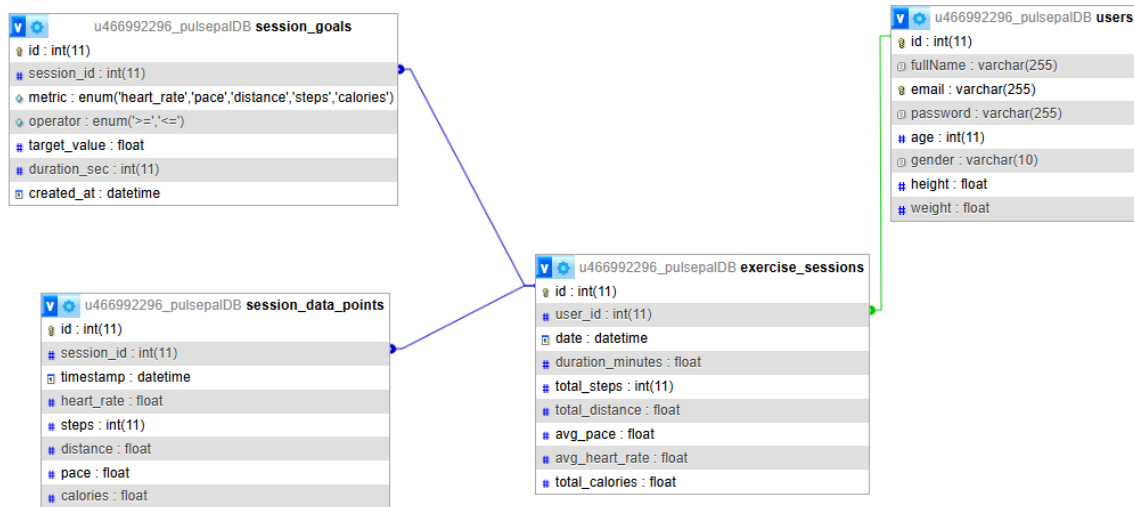 u466992296_pulsepalDB session_goals
id : int(11)
session_id : int(11)
metric : enum('heart_rate','pace','distance','steps','calories')
operator : enum('>=','<=')
target_value : float
duration_sec : int(11)
created_at : datetime
u466992296_pulsepalDB users
id : int(11)
fullName : varchar(255)
email : varchar(255)
password : varchar(255)
age : int(11)
gender : varchar(10)
height : float
weight : float
u466992296_pulsepalDB session_data_points
id : int(11)
session_id : int(11)
timestamp : datetime
heart_rate : float
steps : int(11)
distance : float
pace : float
calories : float
u466992296_pulsepalDB exercise_sessions
id : int(11)
user_id : int(11)
date : datetime
duration_minutes : float
total_steps : int(11)
total_distance : float
avg_pace : float
avg_heart_rate : float
total_calories : float